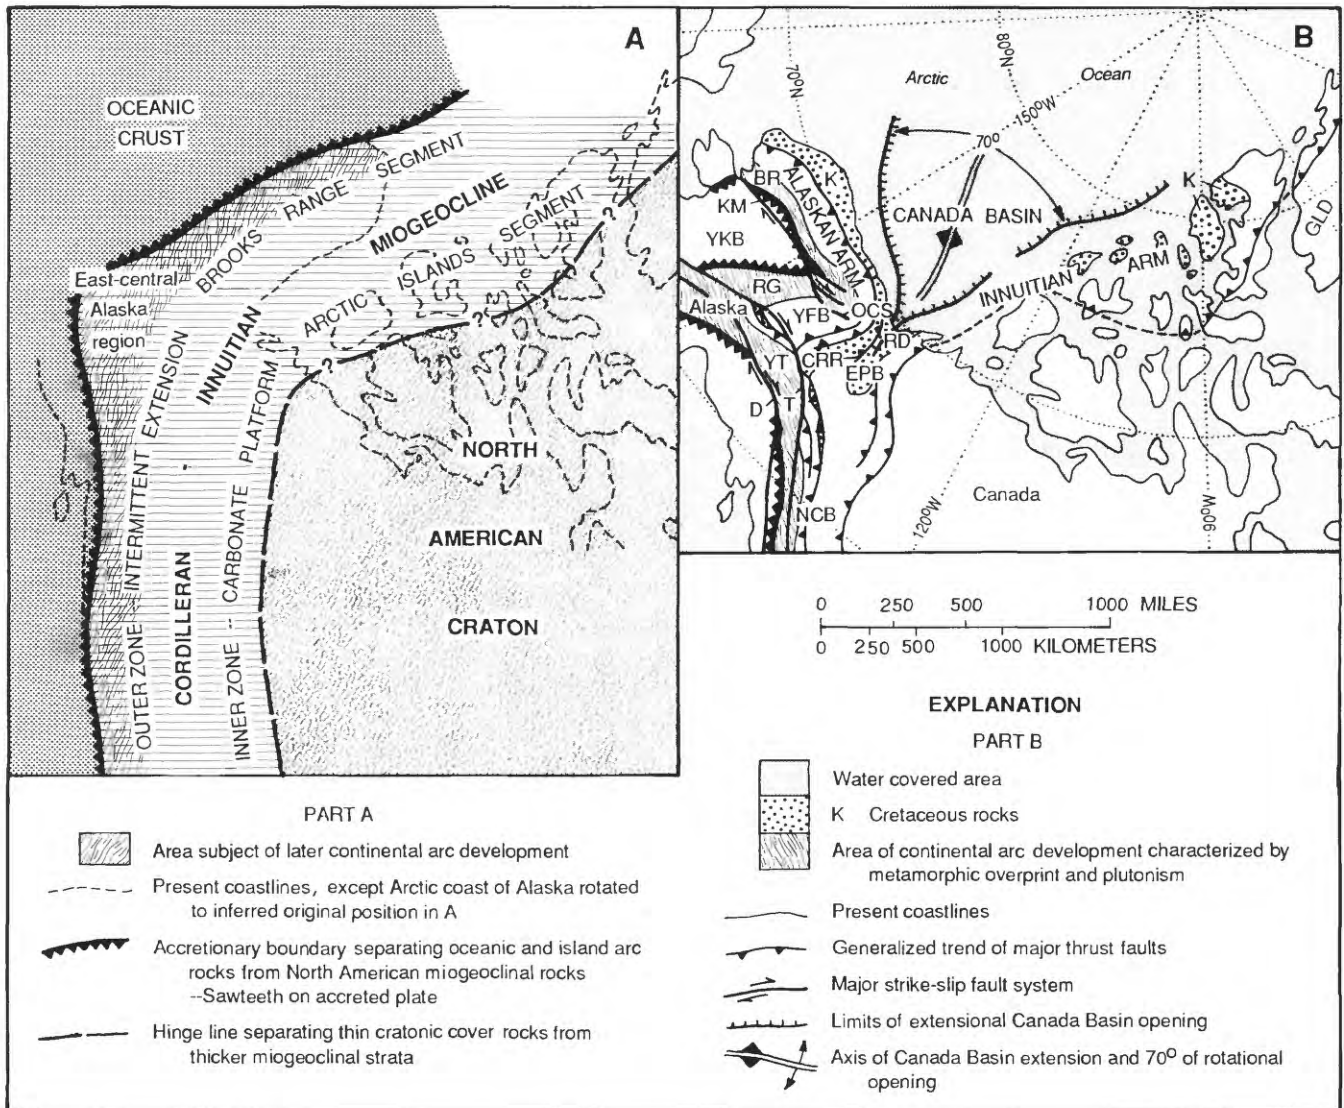 A
OCEANIC
CRUST
BROOKS RANGE SEGMENT
MIOGEOCLINE
ARCTIC ISLANDS SEGMENT
East-central
Alaska
region
INNUITIAN
OUTER ZONE -- INTERMITTENT EXTENSION
CORDILLERAN
INNER ZONE -- CARBONATE PLATFORM
?
?
?
?
NORTH
AMERICAN
CRATON
B
Arctic Ocean
70ºN
80ºN
150ºW
70º
BR
ALASKAN ARM
K
KM
YKB
CANADA BASIN
K
GLD
RG
INNUITIAN ARM
Alaska
YFB
OCS
RD
YT
CRR
EPB
D
T
NCB
Canada
120ºW
90ºW
0 250 500 1000 MILES
0 250 500 1000 KILOMETERS
EXPLANATION
PART B
Water covered area
K Cretaceous rocks
Area of continental arc development characterized by
metamorphic overprint and plutonism
Present coastlines
Generalized trend of major thrust faults
Major strike-slip fault system
Limits of extensional Canada Basin opening
Axis of Canada Basin extension and 70º of rotational
opening
PART A
Area subject of later continental arc development
Present coastlines, except Arctic coast of Alaska rotated
to inferred original position in A
Accretionary boundary separating oceanic and island arc
rocks from North American miogeoclinal rocks
--Sawteeth on accreted plate
Hinge line separating thin cratonic cover rocks from
thicker miogeoclinal strata